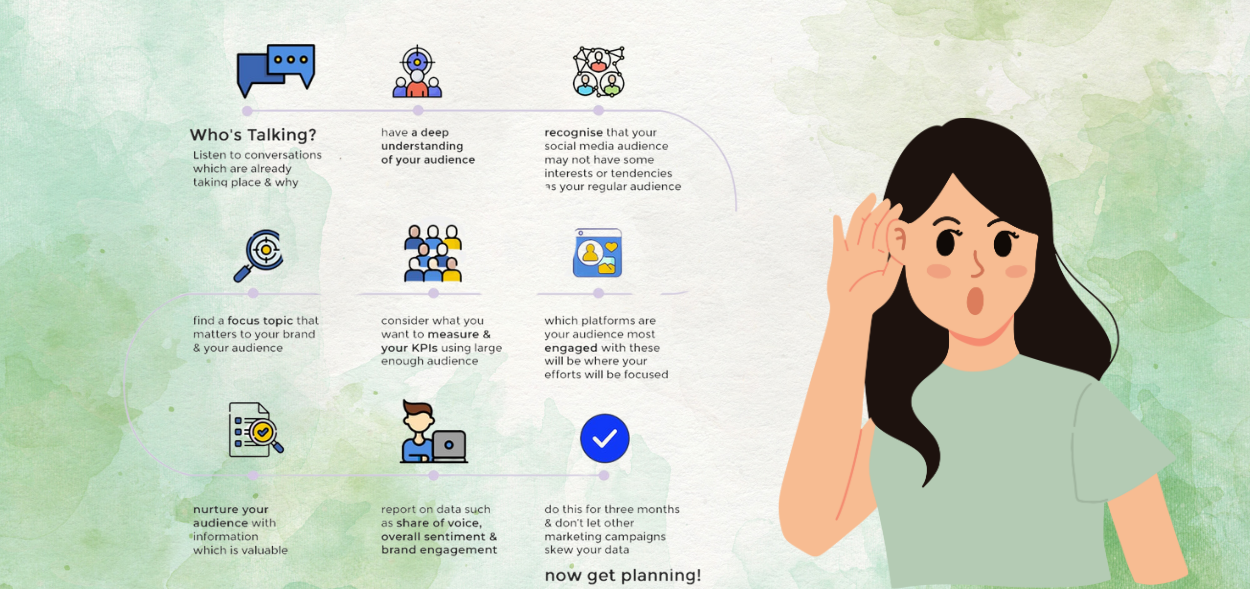 Who's Talking?
Listen to conversations
which are already
taking place & why
have a deep
understanding
of your audience
recognise that your
social media audience
may not have some
interests or tendencies
as your regular audience
find a focus topic that
matters to your brand
& your audience
consider what you
want to measure &
your KPIs using large
enough audience
which platforms are
your audience most
engaged with these
will be where your
efforts will be focused
nurture your
audience with
information
which is valuable
report on data such
as share of voice,
overall sentiment &
brand engagement
do this for three months
& don't let other
marketing campaigns
skew your data
now get planning!